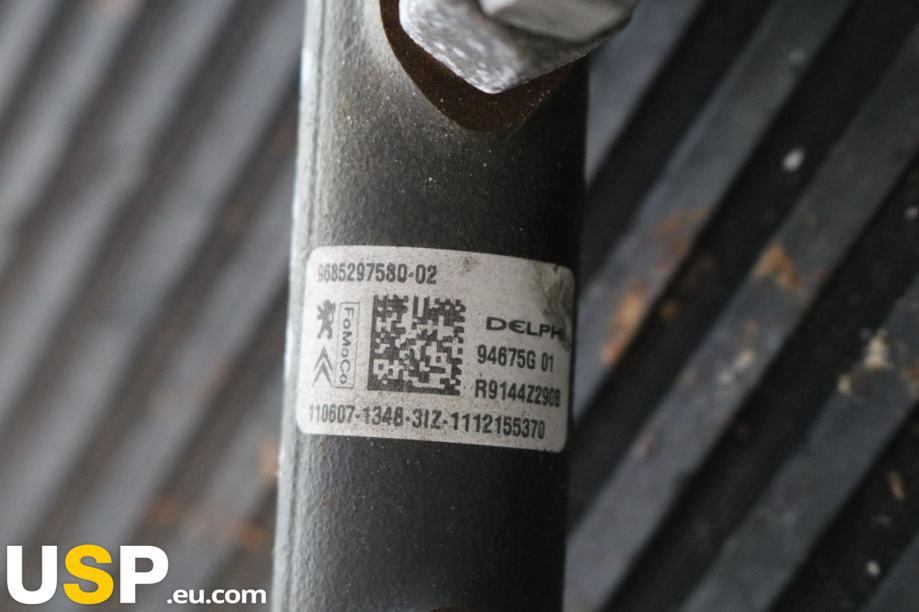 9685297580-02
FoMoCo
DELPHI
94675G 01
R9144Z290B
110607-1348-3IZ-1112155370
USP.eu.com